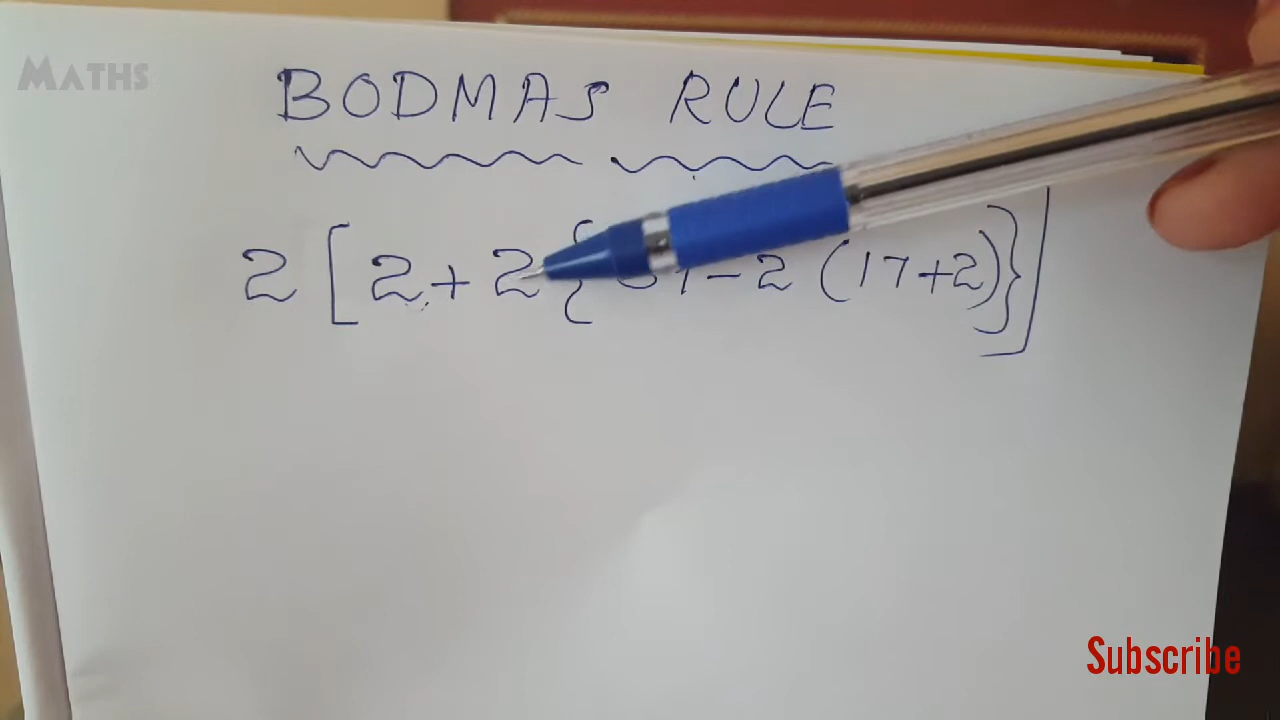 MATHS
BODMAS RULE
2 [ 2 + 2 { - 2 (17+2)}]
Subscribe